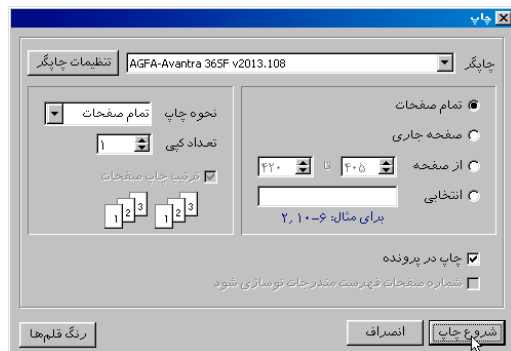 چاپ
چاپگر AGFA-Avantra 36SF v2013.108 تنظیمات چاپگر
تمام صفحات
صفحه جاری
از صفحه ۴۰۵ تا ۴۲۰
انتخابی
برای مثال: ۶-۱۰ , ۲
نحوه چاپ تمام صفحات
تعداد کپی ۱
ترتیب چاپ صفحات
1 2 3 1 2 3
چاپ در پرونده
شماره صفحات فهرست مندرجات نوسازی شود
شروع چاپ انصراف رنگ قلم‌ها